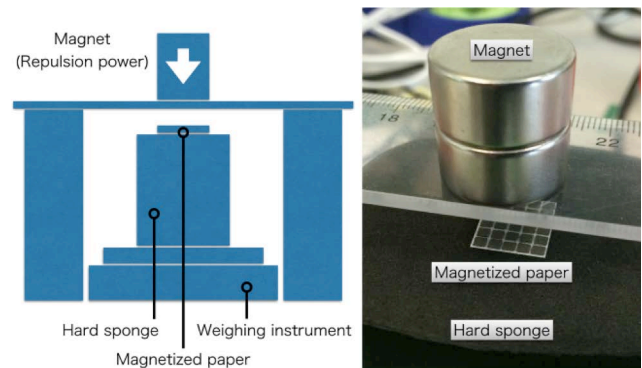 Magnet
(Repulsion power)
Hard sponge
Weighing instrument
Magnetized paper
Magnet
18
22
Magnetized paper
Hard sponge